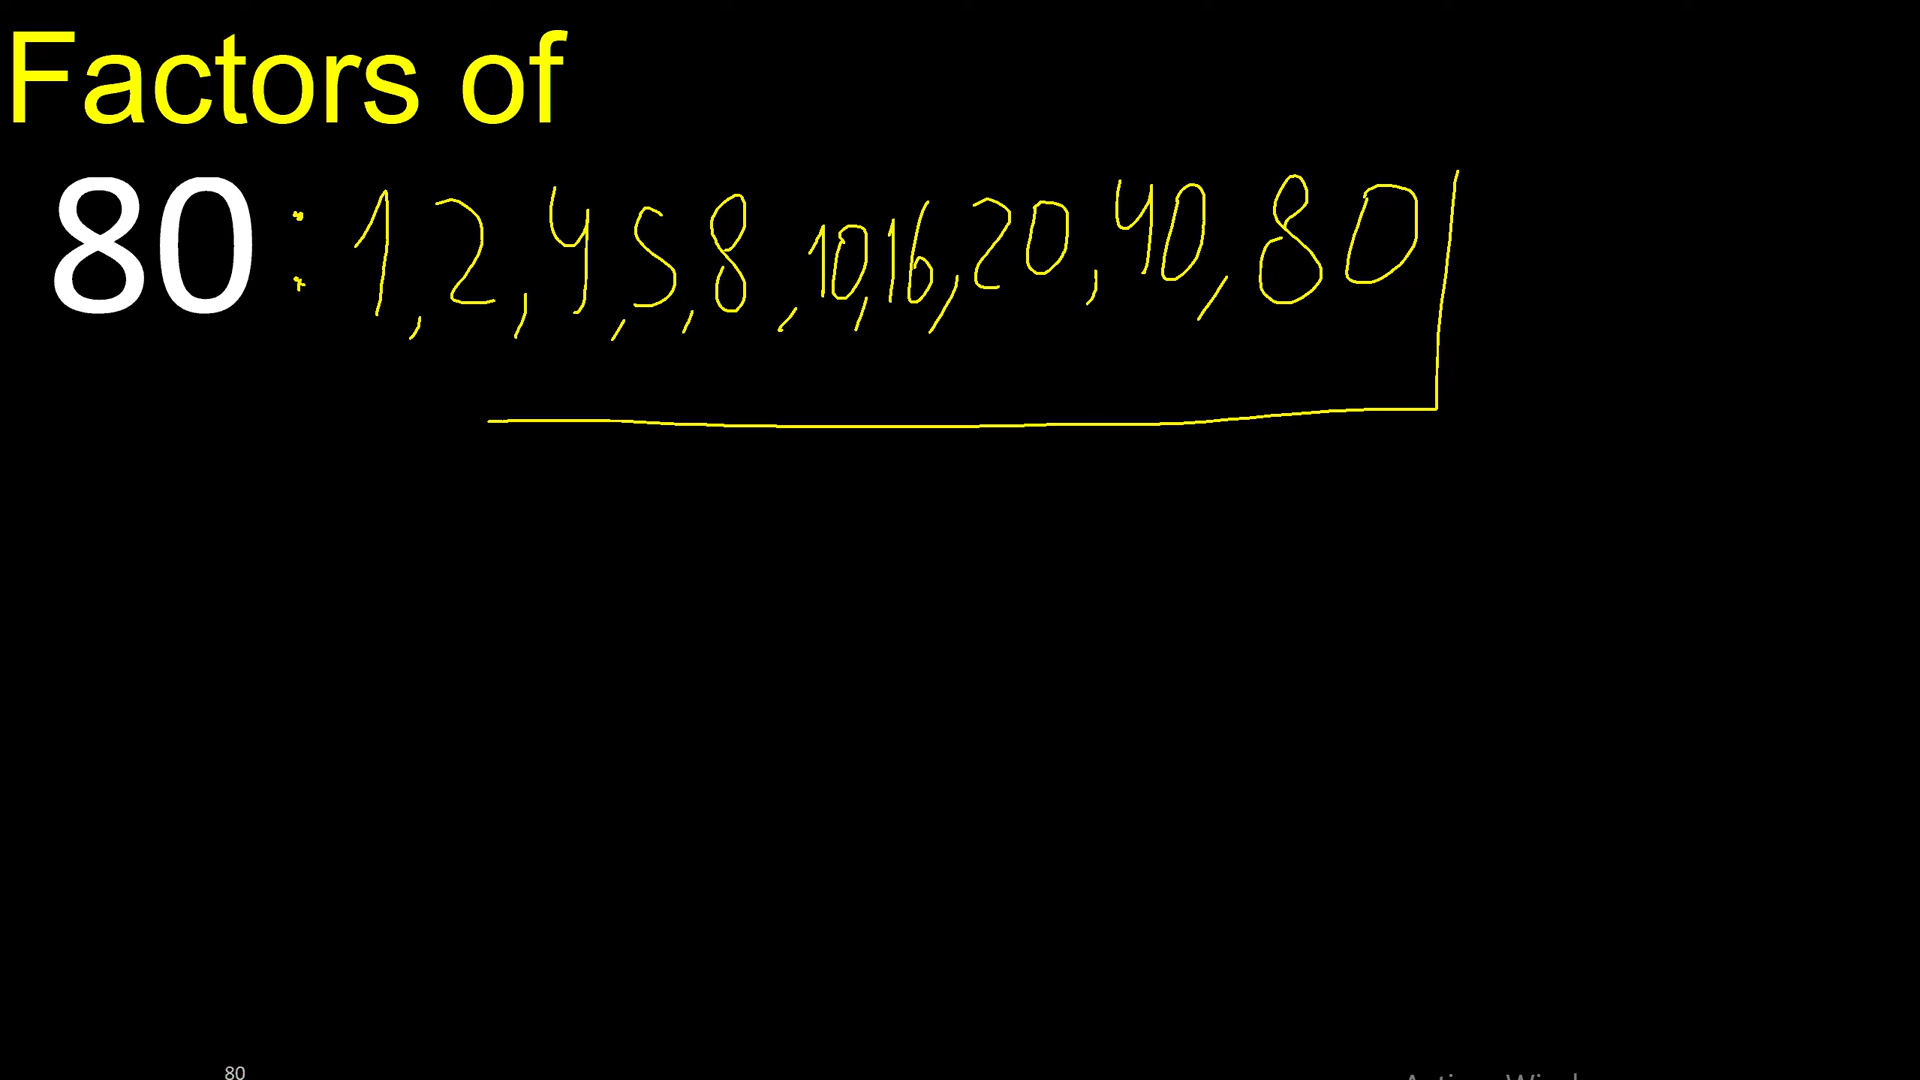 Factors of
80: 1, 2, 4, 5, 8, 10, 16, 20, 40, 80
80